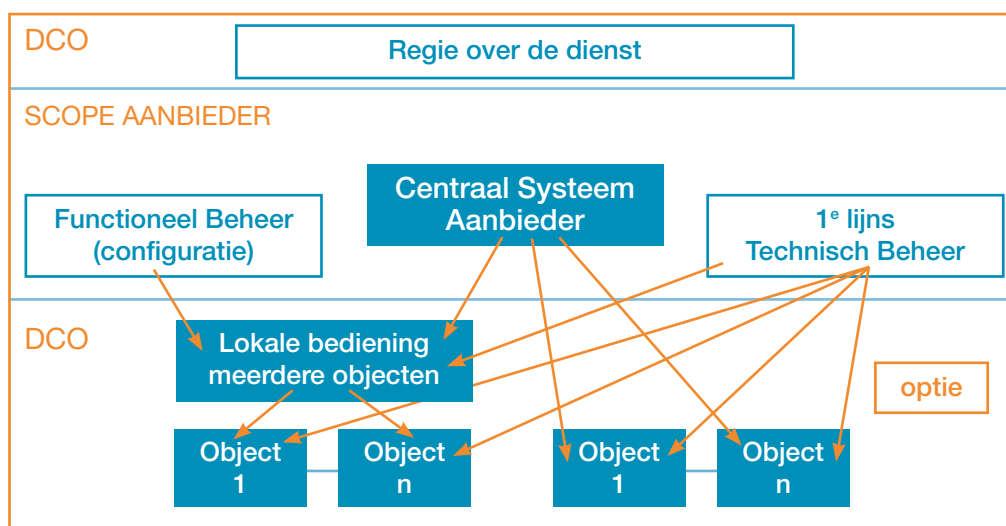 DCO
Regie over de dienst
SCOPE AANBIEDER
Centraal Systeem
Aanbieder
Functioneel Beheer
(configuratie)
1e lijns
Technisch Beheer
DCO
Lokale bediening
meerdere objecten
optie
Object
1
Object
n
Object
1
Object
n